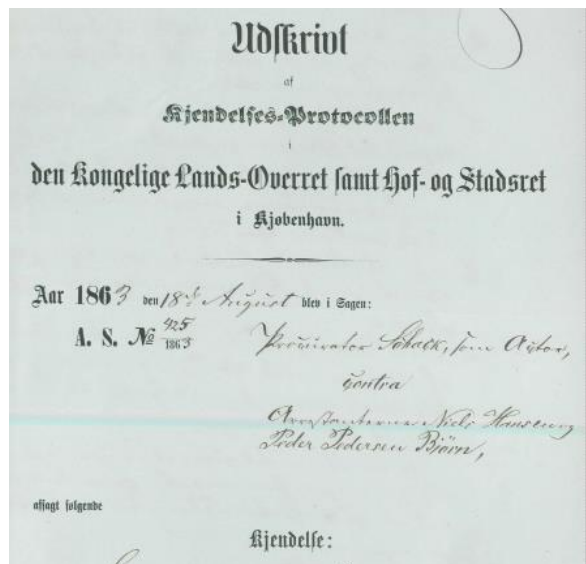 Udskrivt
af
Kjendelses-Protocollen
i
den Kongelige Lands-Overret samt Hof- og Stadsret
i Kjøbenhavn.
Aar 1863 den 18de August blev i Sagen:
A. S. № 425/1863
Procurator Schack, som Actor,
contra
Arrestanterne Niels Hansen og
Peder Pedersen Bjørn,
afsagt følgende
Kjendelse: